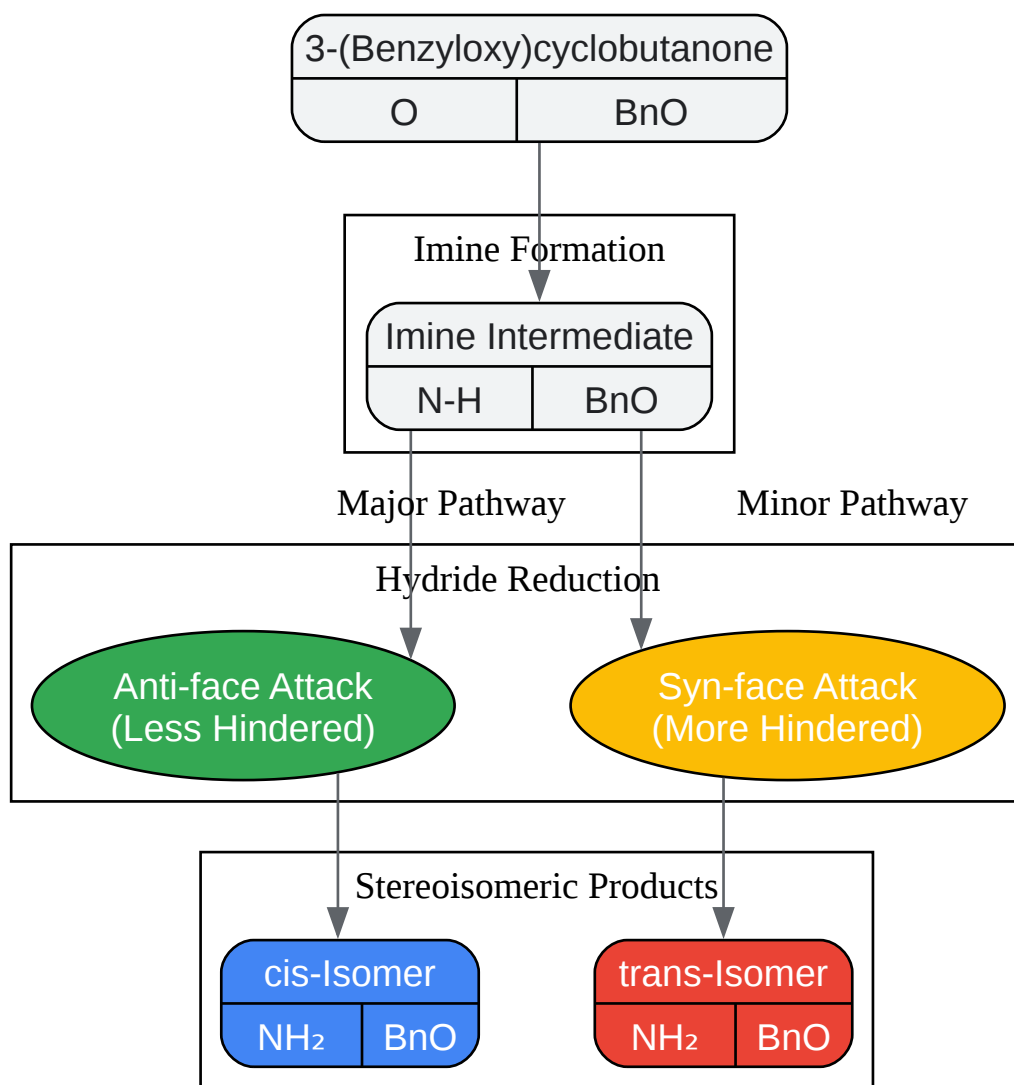 3-(Benzyloxy)cyclobutanone
O
BnO
Imine Formation
Imine Intermediate
N-H
BnO
Major Pathway
Minor Pathway
Hydride Reduction
Anti-face Attack
(Less Hindered)
Syn-face Attack
(More Hindered)
Stereoisomeric Products
cis-Isomer
NH₂
BnO
trans-Isomer
NH₂
BnO